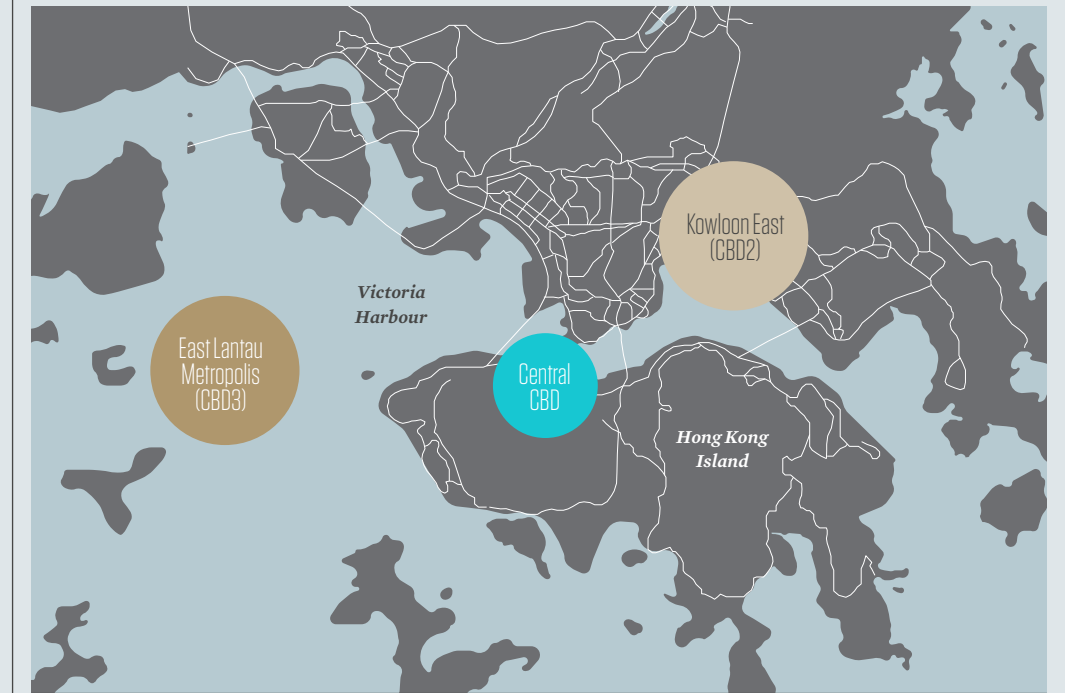 Kowloon East
(CBD2)
Victoria
Harbour
East Lantau
Metropolis
(CBD3)
Central
CBD
Hong Kong
Island